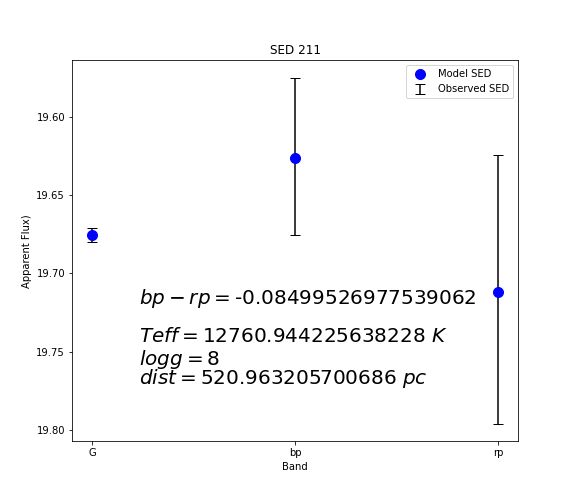 SED 211
Model SED
Observed SED
19.60
19.65
19.70
19.75
19.80
Apparent Flux)
bp − rp = -0.08499526977539062
Teff = 12760.944225638228 K
logg = 8
dist = 520.963205700686 pc
G bp rp
Band